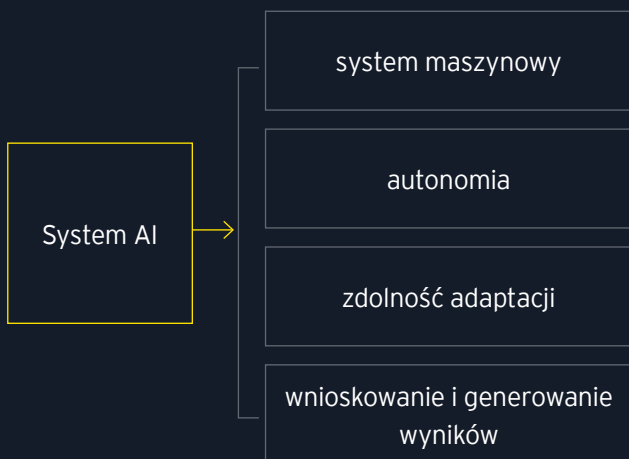 System AI
system maszynowy
autonomia
zdolność adaptacji
wnioskowanie i generowanie
wyników